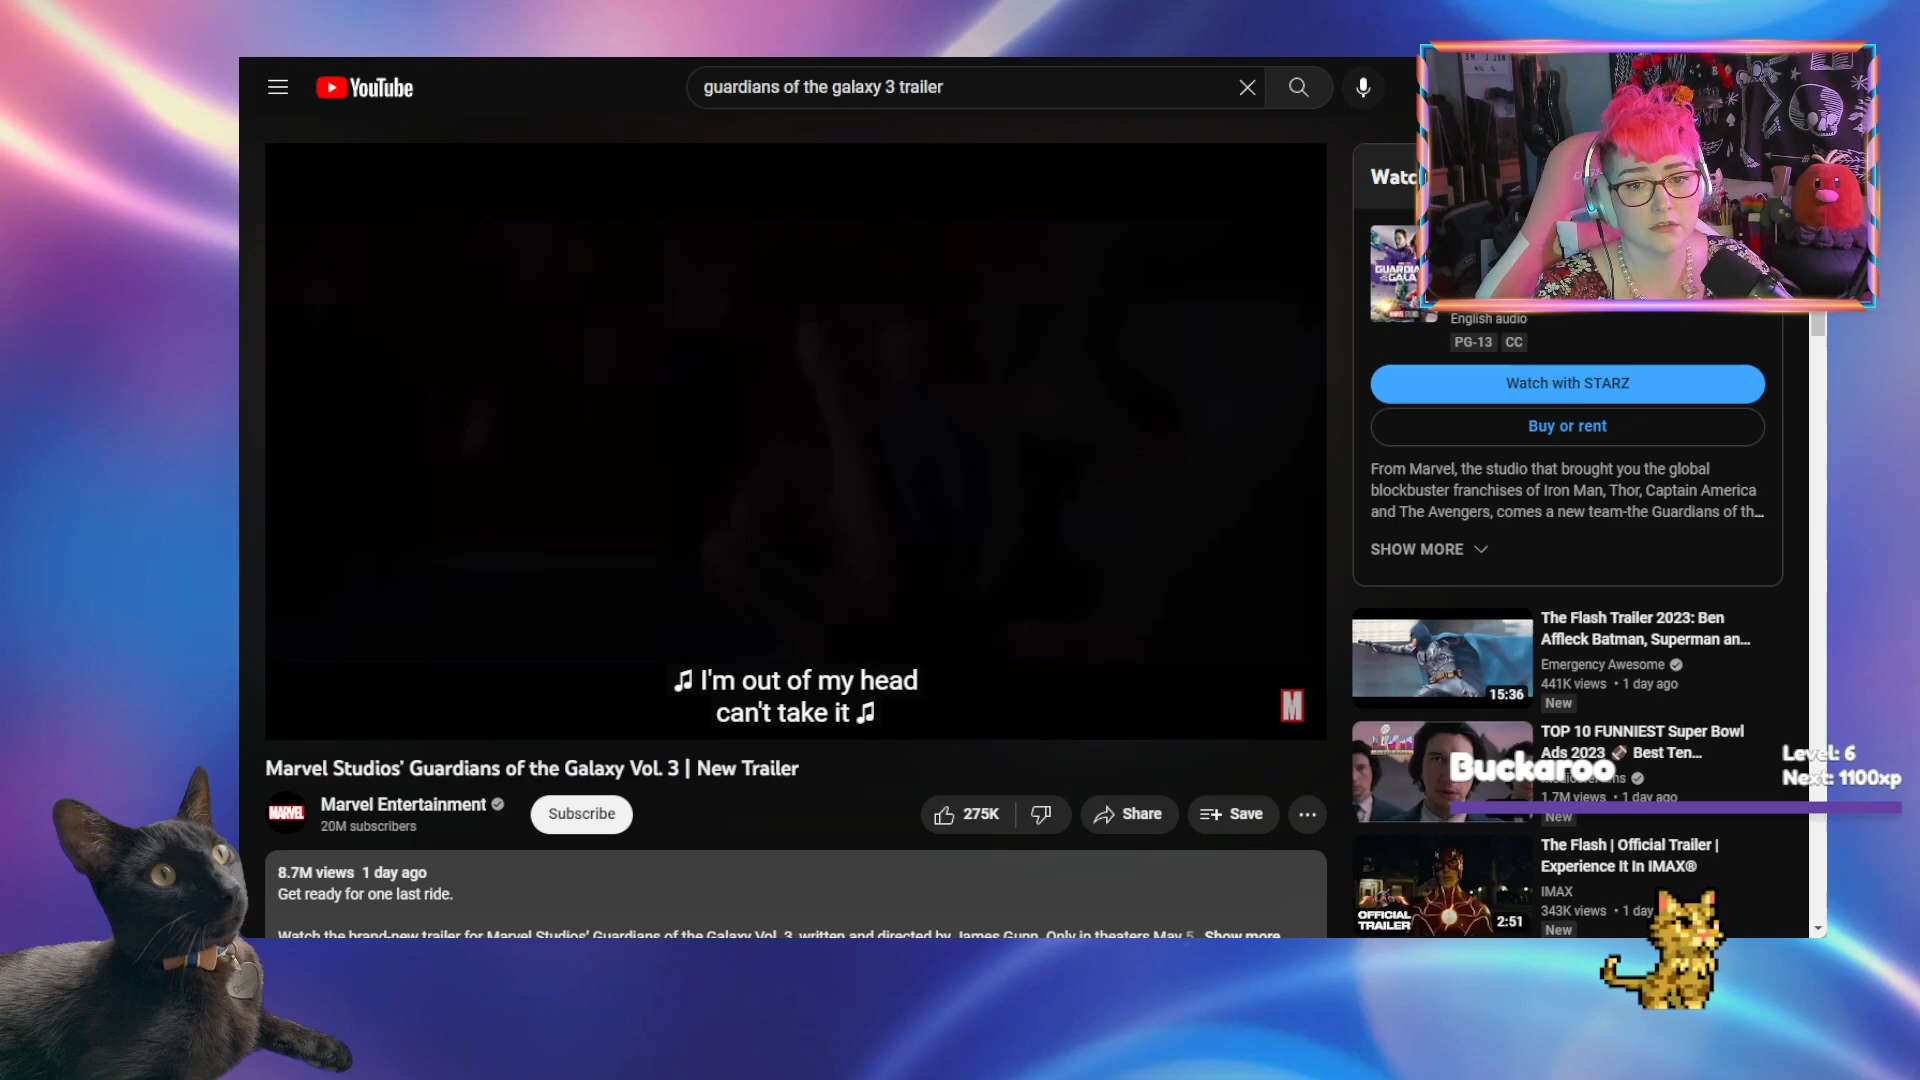 YouTube
guardians of the galaxy 3 trailer
♫ I'm out of my head
can't take it ♫
M
Marvel Studios' Guardians of the Galaxy Vol. 3 | New Trailer
MARVEL
Marvel Entertainment
20M subscribers
Subscribe
275K
Share
Save
8.7M views 1 day ago
Get ready for one last ride.
Watch the brand-new trailer for Marvel Studios' Guardians of the Galaxy Vol. 3, written and directed by James Gunn. Only in theaters May 5 Show more
Watch
English audio
PG-13
CC
Watch with STARZ
Buy or rent
From Marvel, the studio that brought you the global
blockbuster franchises of Iron Man, Thor, Captain America
and The Avengers, comes a new team-the Guardians of th...
SHOW MORE
15:36
The Flash Trailer 2023: Ben
Affleck Batman, Superman an...
Emergency Awesome
441K views • 1 day ago
New
TOP 10 FUNNIEST Super Bowl
Ads 2023 🏈 Best Ten...
1.7M views • 1 day ago
New
Buckaroo
Level: 6
Next: 1100xp
OFFICIAL
TRAILER
2:51
The Flash | Official Trailer |
Experience It In IMAX®
IMAX
343K views • 1 day
New